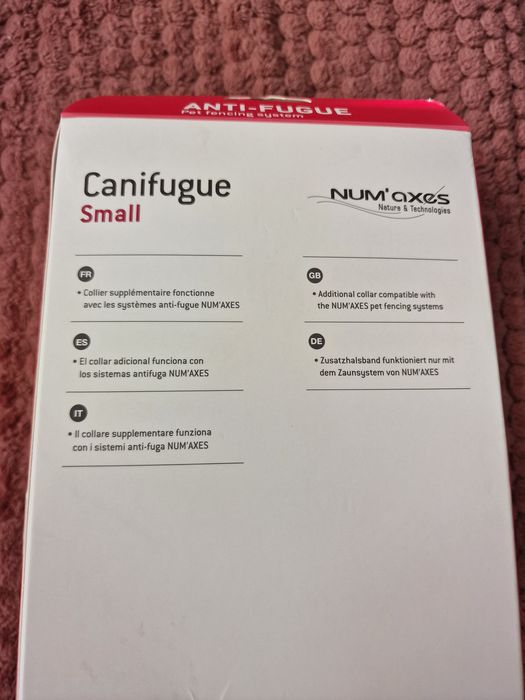 ANTI-FUGUE
Pet fencing system
Canifugue
Small
NUM'axes
Nature & Technologies
FR
• Collier supplémentaire fonctionne
avec les systèmes anti-fugue NUM'AXES
ES
• El collar adicional funciona con
los sistemas antifuga NUM'AXES
IT
• Il collare supplementare funziona
con i sistemi anti-fuga NUM'AXES
GB
• Additional collar compatible with
the NUM'AXES pet fencing systems
DE
• Zusatzhalsband funktioniert nur mit
dem Zaunsystem von NUM'AXES